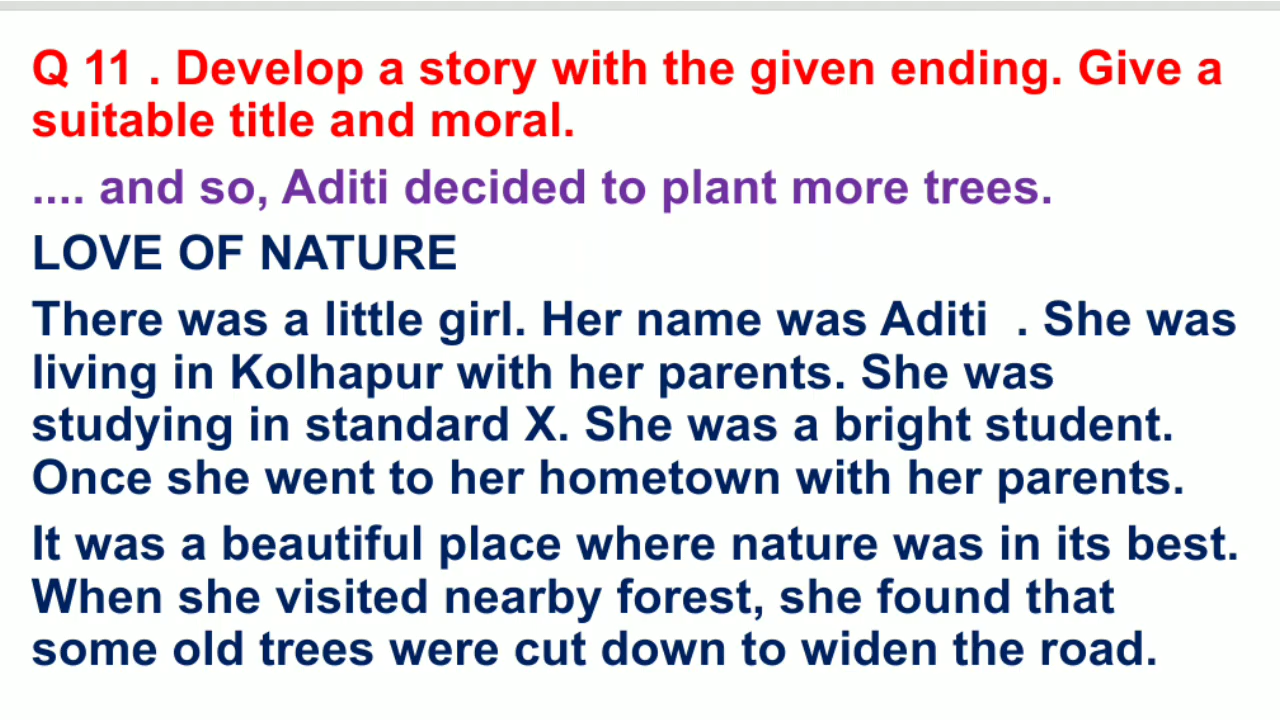 Q 11 . Develop a story with the given ending. Give a
suitable title and moral.
.... and so, Aditi decided to plant more trees.
LOVE OF NATURE
There was a little girl. Her name was Aditi  . She was
living in Kolhapur with her parents. She was
studying in standard X. She was a bright student.
Once she went to her hometown with her parents.
It was a beautiful place where nature was in its best.
When she visited nearby forest, she found that
some old trees were cut down to widen the road.